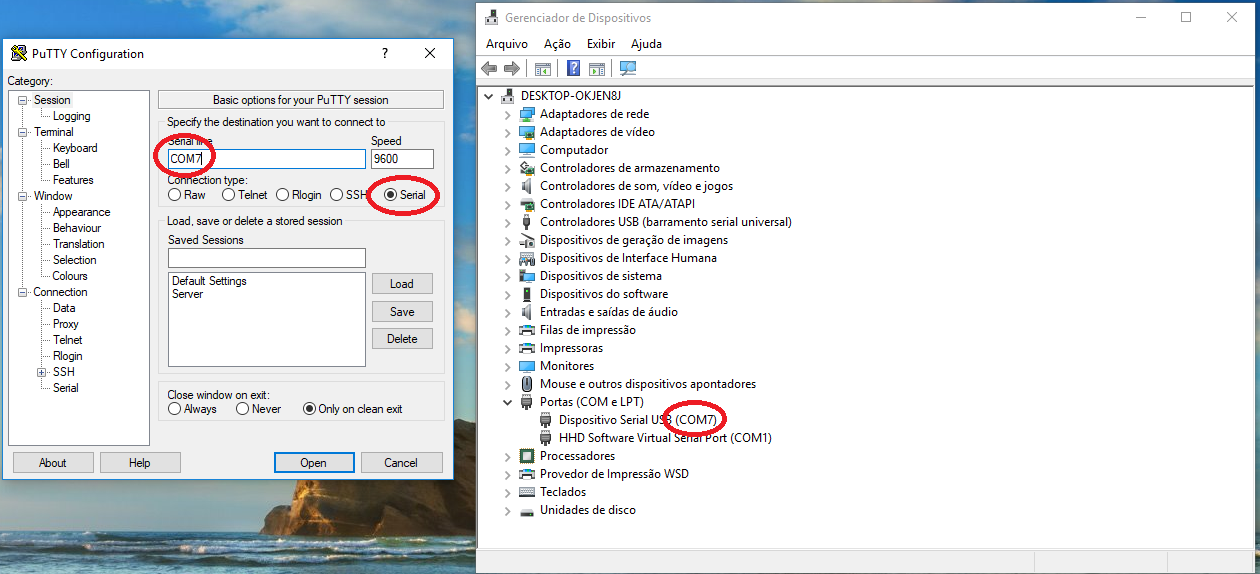 PuTTY Configuration
?
Category:
Session
Logging
Terminal
Keyboard
Bell
Features
Window
Appearance
Behaviour
Translation
Selection
Colours
Connection
Data
Proxy
Telnet
Rlogin
SSH
Serial
Basic options for your PuTTY session
Specify the destination you want to connect to
Serial line Speed
COM7 9600
Connection type:
Raw Telnet Rlogin SSH Serial
Load, save or delete a stored session
Saved Sessions
Default Settings
Server
Load
Save
Delete
Close window on exit:
Always Never Only on clean exit
About Help Open Cancel
Gerenciador de Dispositivos
Arquivo Ação Exibir Ajuda
DESKTOP-OKJEN8J
Adaptadores de rede
Adaptadores de vídeo
Computador
Controladores de armazenamento
Controladores de som, vídeo e jogos
Controladores IDE ATA/ATAPI
Controladores USB (barramento serial universal)
Dispositivos de geração de imagens
Dispositivos de Interface Humana
Dispositivos de sistema
Dispositivos do software
Entradas e saídas de áudio
Filas de impressão
Impressoras
Monitores
Mouse e outros dispositivos apontadores
Portas (COM e LPT)
Dispositivo Serial USB (COM7)
HHD Software Virtual Serial Port (COM1)
Processadores
Provedor de Impressão WSD
Teclados
Unidades de disco